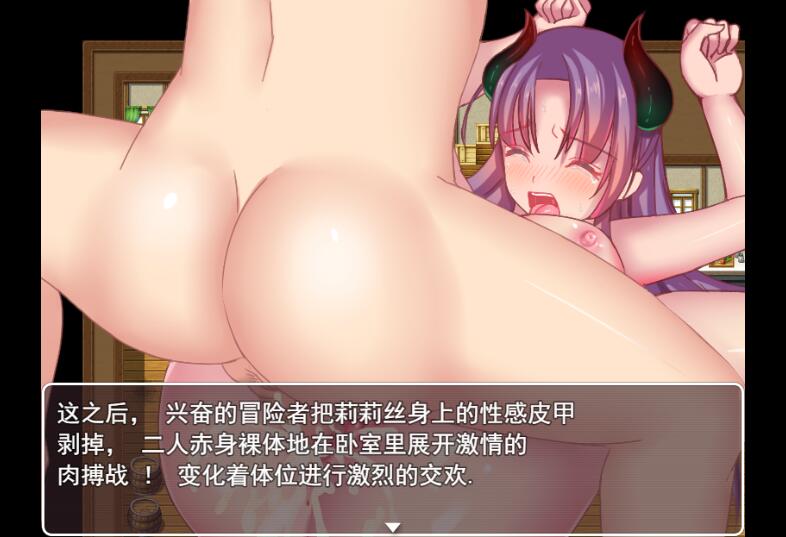 这之后， 兴奋的冒险者把莉莉丝身上的性感皮甲
剥掉， 二人赤身裸体地在卧室里展开激情的
肉搏战 ！ 变化着体位进行激烈的交欢.